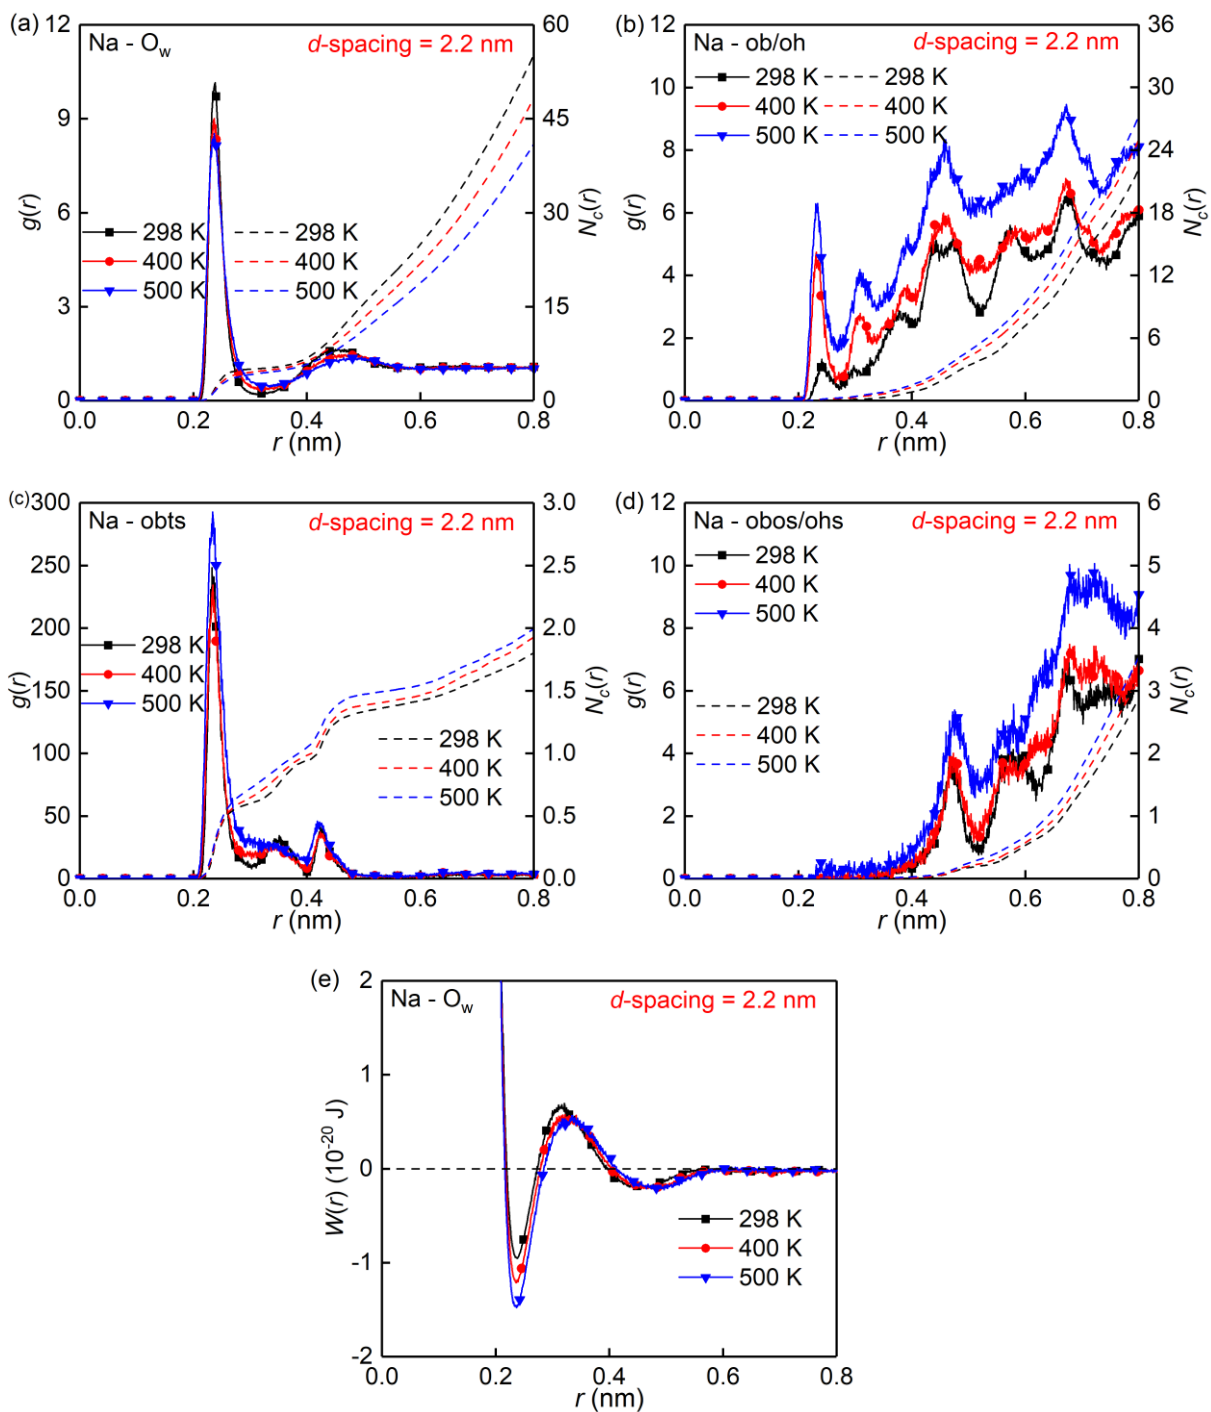 (a)
Na - Ow
d-spacing = 2.2 nm
12
9
6
3
0
g(r)
60
45
30
15
0
Nc(r)
298 K
298 K
400 K
400 K
500 K
500 K
0.0 0.2 0.4 0.6 0.8
r (nm)
(b)
Na - ob/oh
d-spacing = 2.2 nm
12
10
8
6
4
2
0
g(r)
36
30
24
18
12
6
0
Nc(r)
298 K
298 K
400 K
400 K
500 K
500 K
0.0 0.2 0.4 0.6 0.8
r (nm)
(c)
Na - obts
d-spacing = 2.2 nm
300
250
200
150
100
50
0
g(r)
3.0
2.5
2.0
1.5
1.0
0.5
0.0
Nc(r)
298 K
400 K
500 K
298 K
400 K
500 K
0.0 0.2 0.4 0.6 0.8
r (nm)
(d)
Na - obos/ohs
d-spacing = 2.2 nm
12
10
8
6
4
2
0
g(r)
6
5
4
3
2
1
0
Nc(r)
298 K
400 K
500 K
298 K
400 K
500 K
0.0 0.2 0.4 0.6 0.8
r (nm)
(e)
Na - Ow
d-spacing = 2.2 nm
2
1
0
-1
-2
W(r) (10-20 J)
298 K
400 K
500 K
0.0 0.2 0.4 0.6 0.8
r (nm)